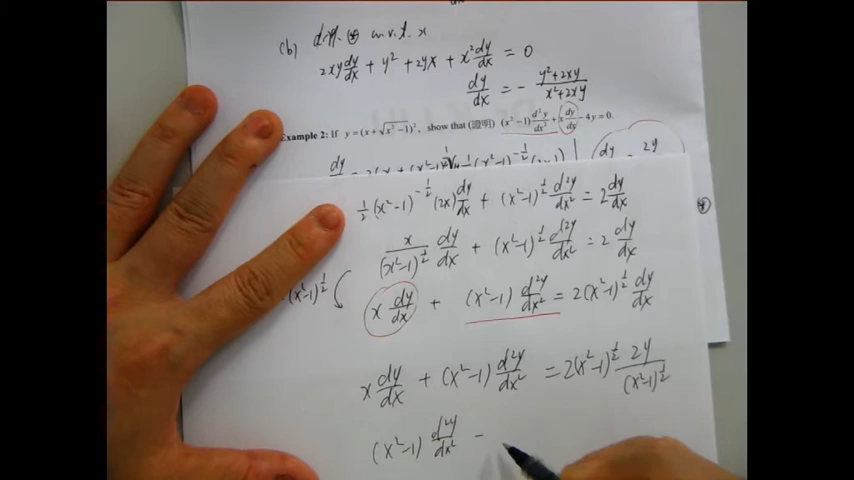 (b) diff. w.r.t. x
2xy dy/dx + y² + 2yx + x² dy/dx = 0
dy/dx = - (y²+2xy)/(x²+2xy)
Example 2: If y=(x+√(x²-1))², show that (證明) (x²-1) d²y/dx² + x dy/dx - 4y=0.
dy/dx 2y
½(x²-1)^(-½) (2x) dy/dx + (x²-1)^½ d²y/dx² = 2 dy/dx
x/(x²-1)^½ dy/dx + (x²-1)^½ d²y/dx² = 2 dy/dx
(x²-1)^½
x dy/dx + (x²-1) d²y/dx² = 2(x²-1)^½ dy/dx
x dy/dx + (x²-1) d²y/dx² = 2(x²-1)^½ 2y/(x²-1)^½
(x²-1) d²y/dx² -